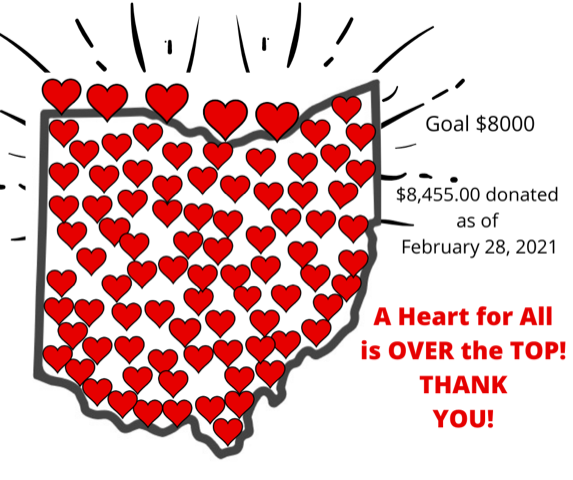 Goal $8000
$8,455.00 donated
as of
February 28, 2021
A Heart for All
is OVER the TOP!
THANK
YOU!